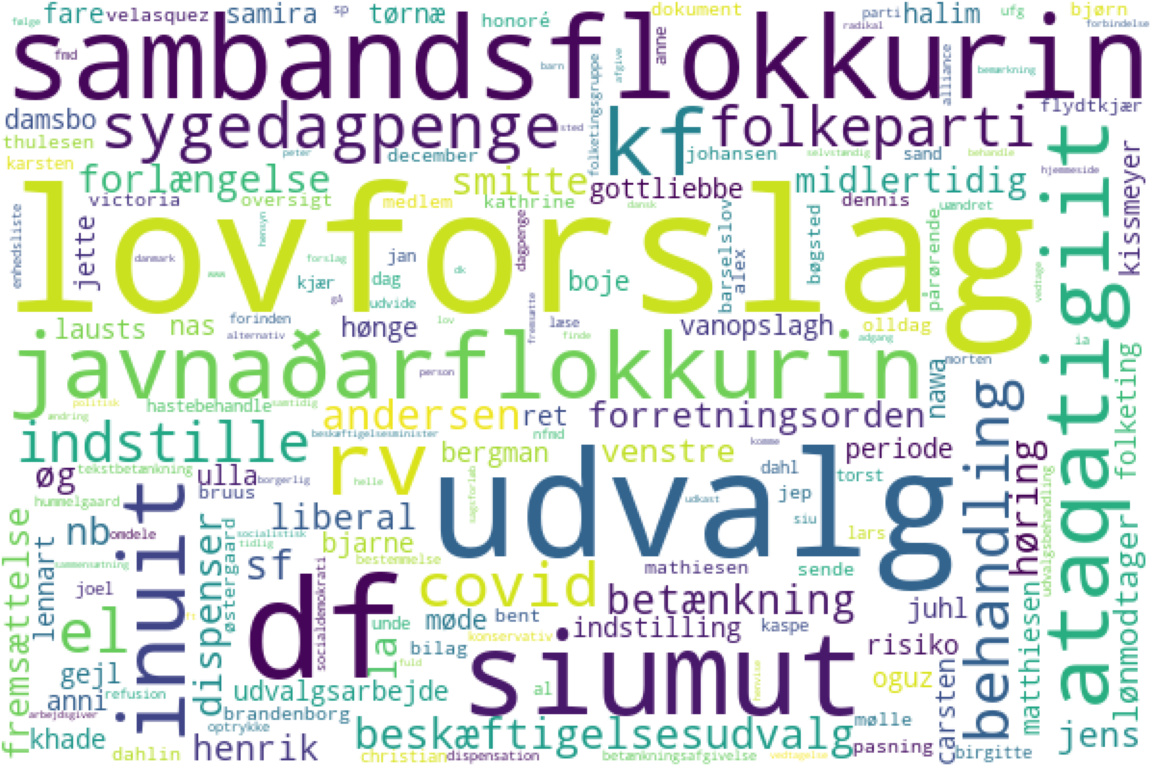 fare
velasquez
samira
sp
tørnæ
honoré
dokument
halim
ufg
parti
bjørn
følge
radikal
forbindelse
sambandsflokkurin
fmd
anne
barn
afgive
alliance
bemærkning
folketingsgruppe
damsbo
sygedagpenge
kf
folkeparti
flydtkjær
thulesen
sted
karsten
peter
december
johansen
selvstændig
sand
behandle
hjemmeside
kissmeyer
forlængelse
smitte
gottliebbe
midlertidig
victoria
oversigt
medlem
kathrine
dansk
dennis
uændret
ataqatigiit
enhedsliste
jette
lovforslag
hensyn
danmark
www
forslag
jan
dk
dagpenge
barselslov
alex
bøgsted
pårørende
vedtage
kjær
dag
boje
gå
udvide
lausts
nas
forinden
alternativ
lov
hønge
læse
fremsætte
finde
vanopslagh
olldag
adgang
ia
javnaðarflokkurin
person
morten
nawa
folketing
politisk
ændring
hastebehandle
samtidig
andersen
ret
forretningsorden
beskæftigelsesminister
nfmd
indstille
rv
bergman
venstre
komme
periode
behandling
høring
øg
tekstbetænkning
ulla
borgerlig
helle
udvalg
dahl
jep
torst
siu
udkast
sagsforløb
bruus
hummelgaard
inuit
liberal
lars
udvalgsbehandling
lønmodtager
fremsættelse
nb
omdele
dispenser
østergaard
socialistisk
tidlig
bjarne
bestemmelse
mathiesen
sende
sammensætning
lennart
joel
sf
df
socialdemokrati
covid
betænkning
juhl
matthiesen
el
unde
la
møde
bent
indstilling
kaspe
konservativ
gejl
anni
refusion
fuld
bilag
siumut
risiko
henvise
oguz
carsten
udvalgsarbejde
al
arbejdsgiver
khade
brandenborg
optrykke
beskæftigelsesudvalg
mølle
jens
dahlin
henrik
christian
dispensation
betænkningsafgivelse
vedtagelse
pasning
birgitte